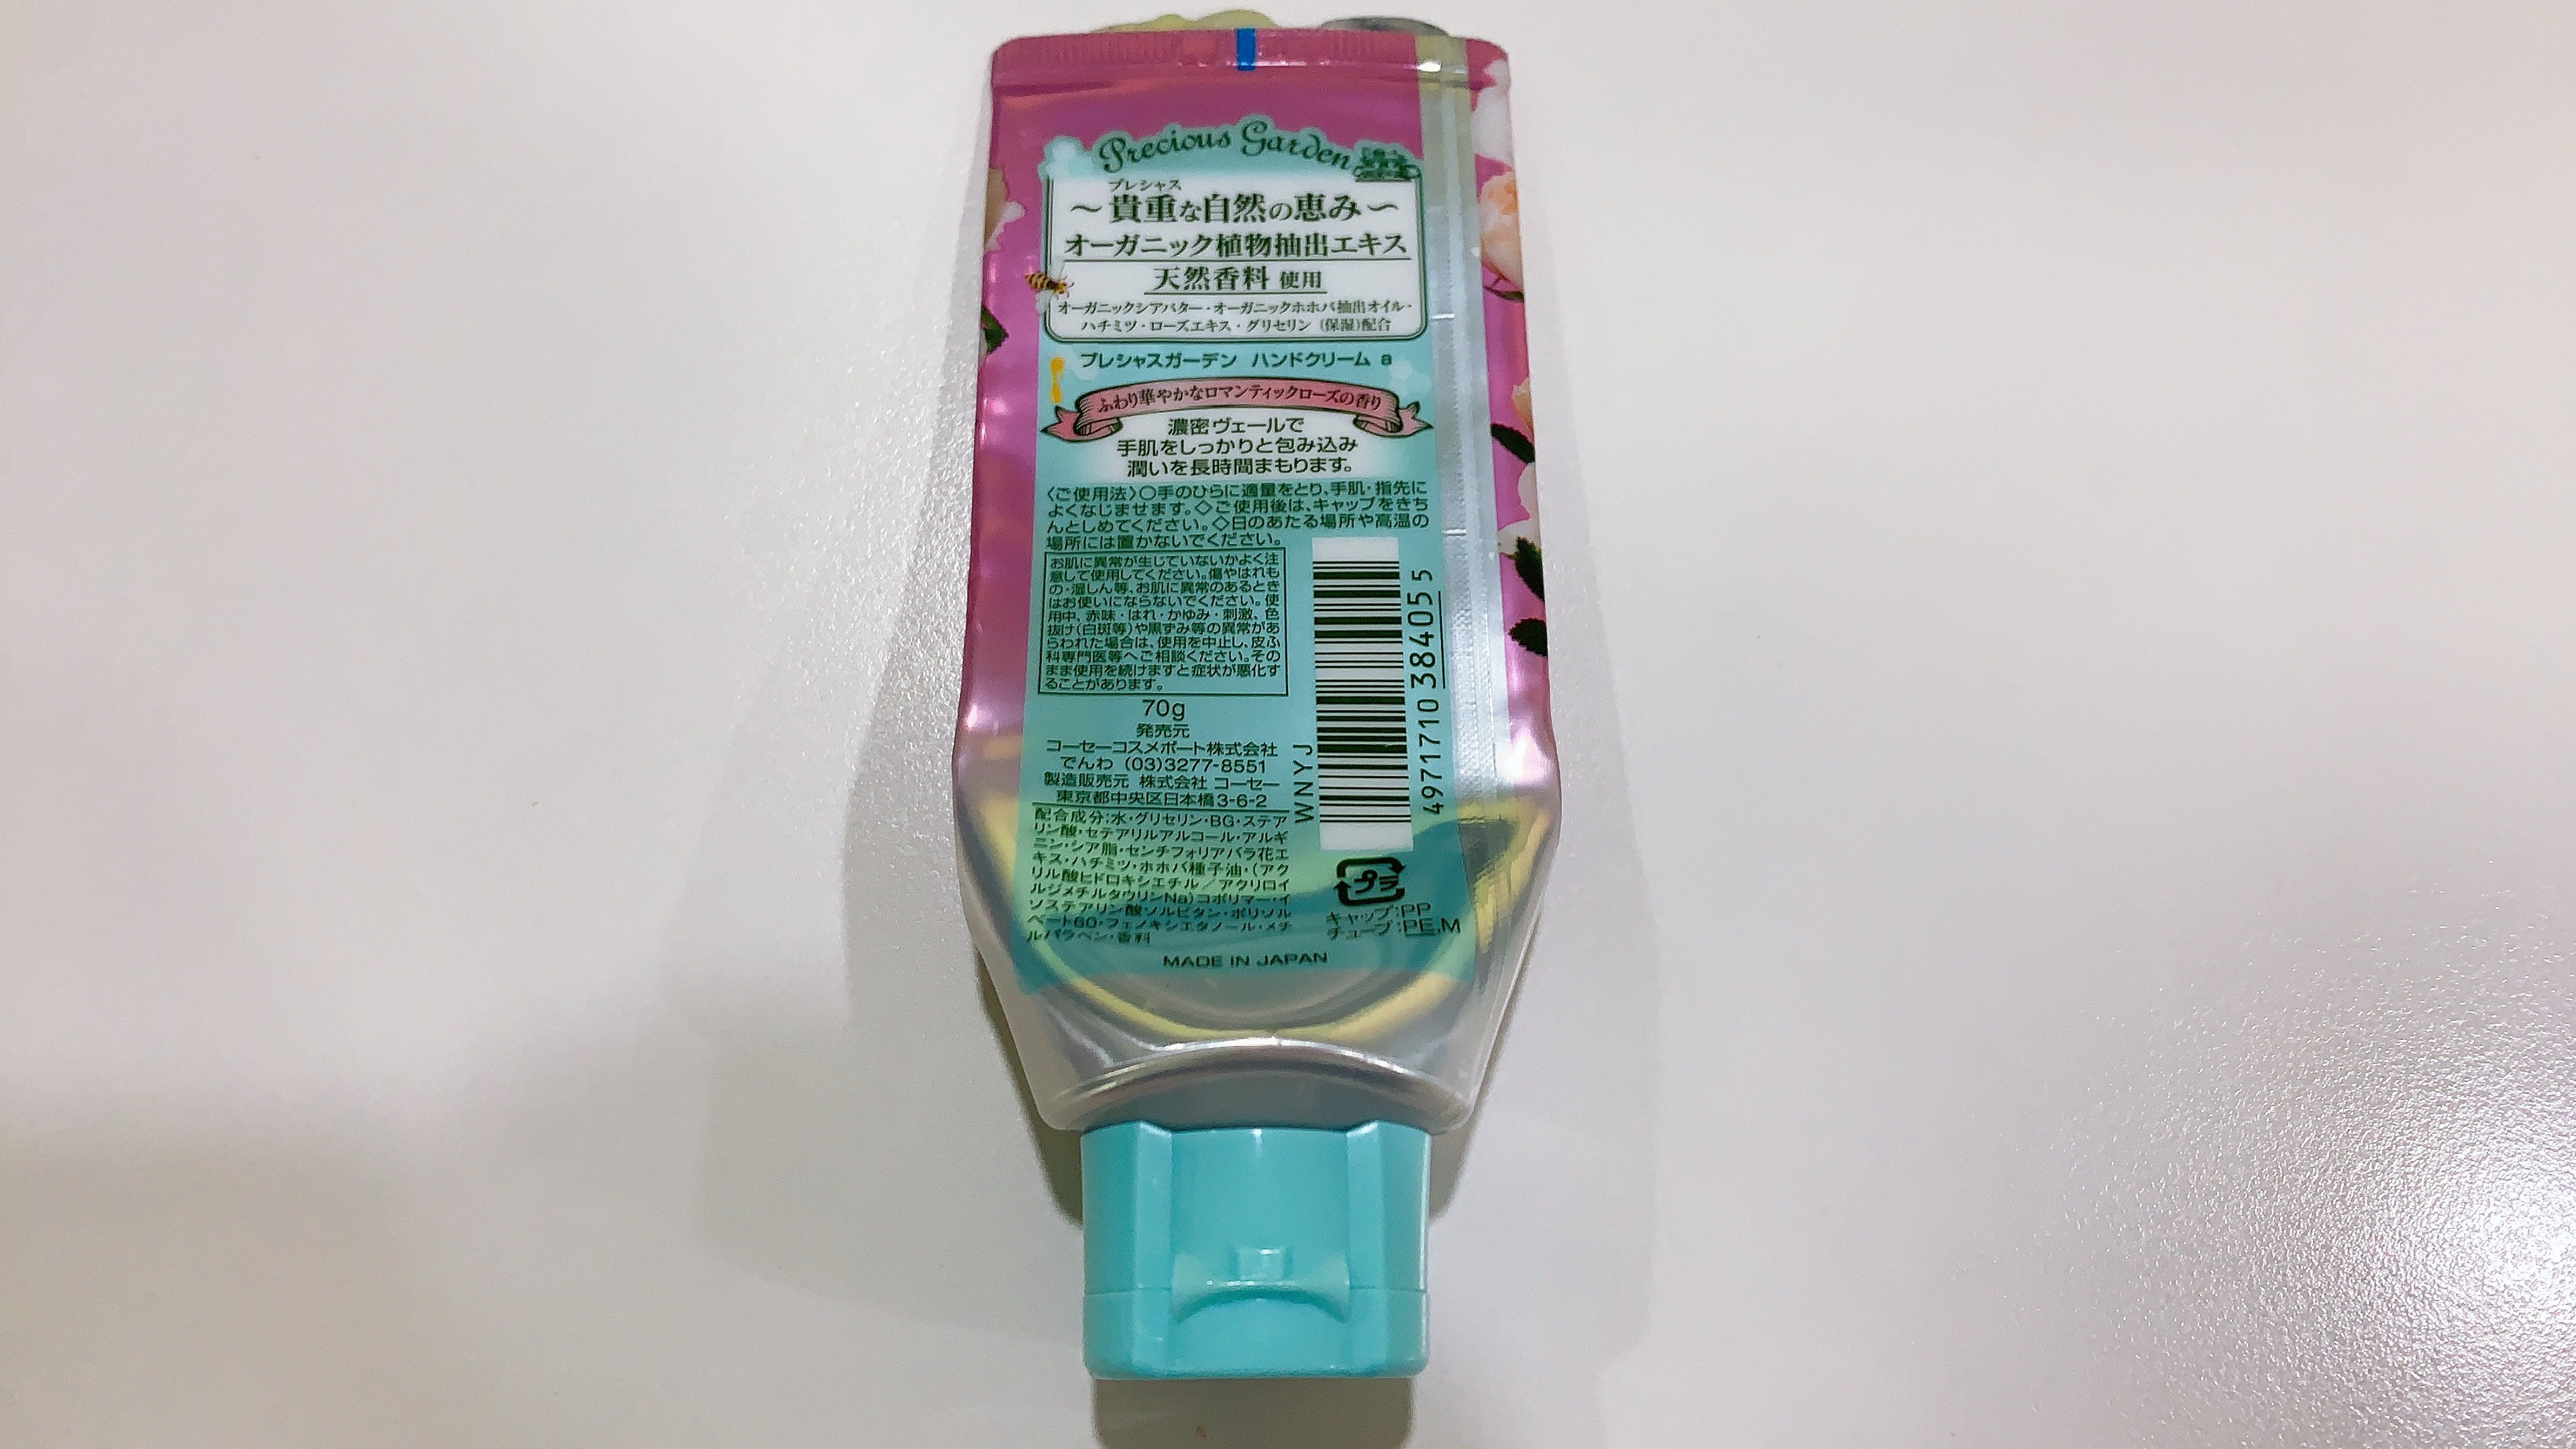 Precious Garden
プレシャス
～貴重な自然の恵み～
オーガニック植物抽出エキス
天然香料 使用
オーガニックシアバター・オーガニックホホバ抽出オイル・
ハチミツ・ローズエキス・グリセリン（保湿）配合
プレシャスガーデン ハンドクリーム a
ふわり華やかなロマンティックローズの香り
濃密ヴェールで
手肌をしっかりと包み込み
潤いを長時間まもります。
〈ご使用法〉○手のひらに適量をとり、手肌・指先に
よくなじませます。◇ご使用後は、キャップをきち
んとしめてください。◇日のあたる場所や高温の
場所には置かないでください。
お肌に異常が生じていないかよく注
意して使用してください。傷やはれも
の・湿しん等、お肌に異常のあるとき
はお使いにならないでください。使
用中、赤味・はれ・かゆみ・刺激、色
抜け(白斑等)や黒ずみ等の異常があ
らわれた場合は、使用を中止し、皮ふ
科専門医等へご相談ください。その
まま使用を続けますと症状が悪化す
ることがあります。
70g
発売元
コーセーコスメポート株式会社
でんわ (03)3277-8551
製造販売元 株式会社 コーセー
東京都中央区日本橋3-6-2
配合成分:水・グリセリン・BG・ステア
リン酸・セテアリルアルコール・アルギ
ニン・シア脂・センチフォリアバラ花エ
キス・ハチミツ・ホホバ種子油・(アク
リル酸ヒドロキシエチル／アクリロイ
ルジメチルタウリンNa)コポリマー・イ
ソステアリン酸ソルビタン・ポリソル
ベート60・フェノキシエタノール・メチ
ルパラベン・香料
WNYJ
4971710 384055
プラ
キャップ:PP
チューブ:PE,M
MADE IN JAPAN